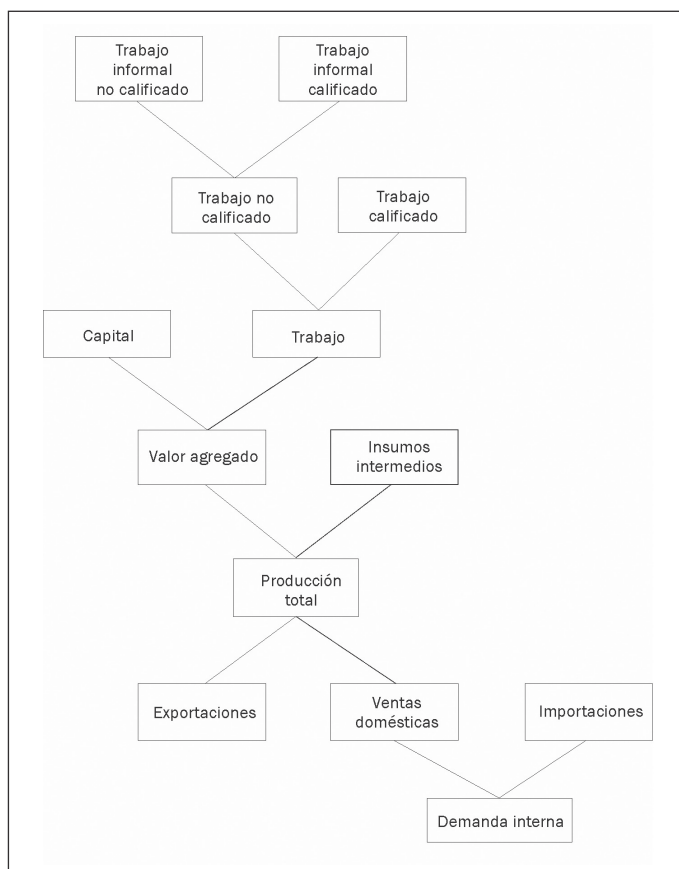 Trabajo
informal
no calificado
Trabajo
informal
calificado
Trabajo no
calificado
Trabajo
calificado
Capital
Trabajo
Valor agregado
Insumos
intermedios
Producción
total
Exportaciones
Ventas
domésticas
Importaciones
Demanda interna